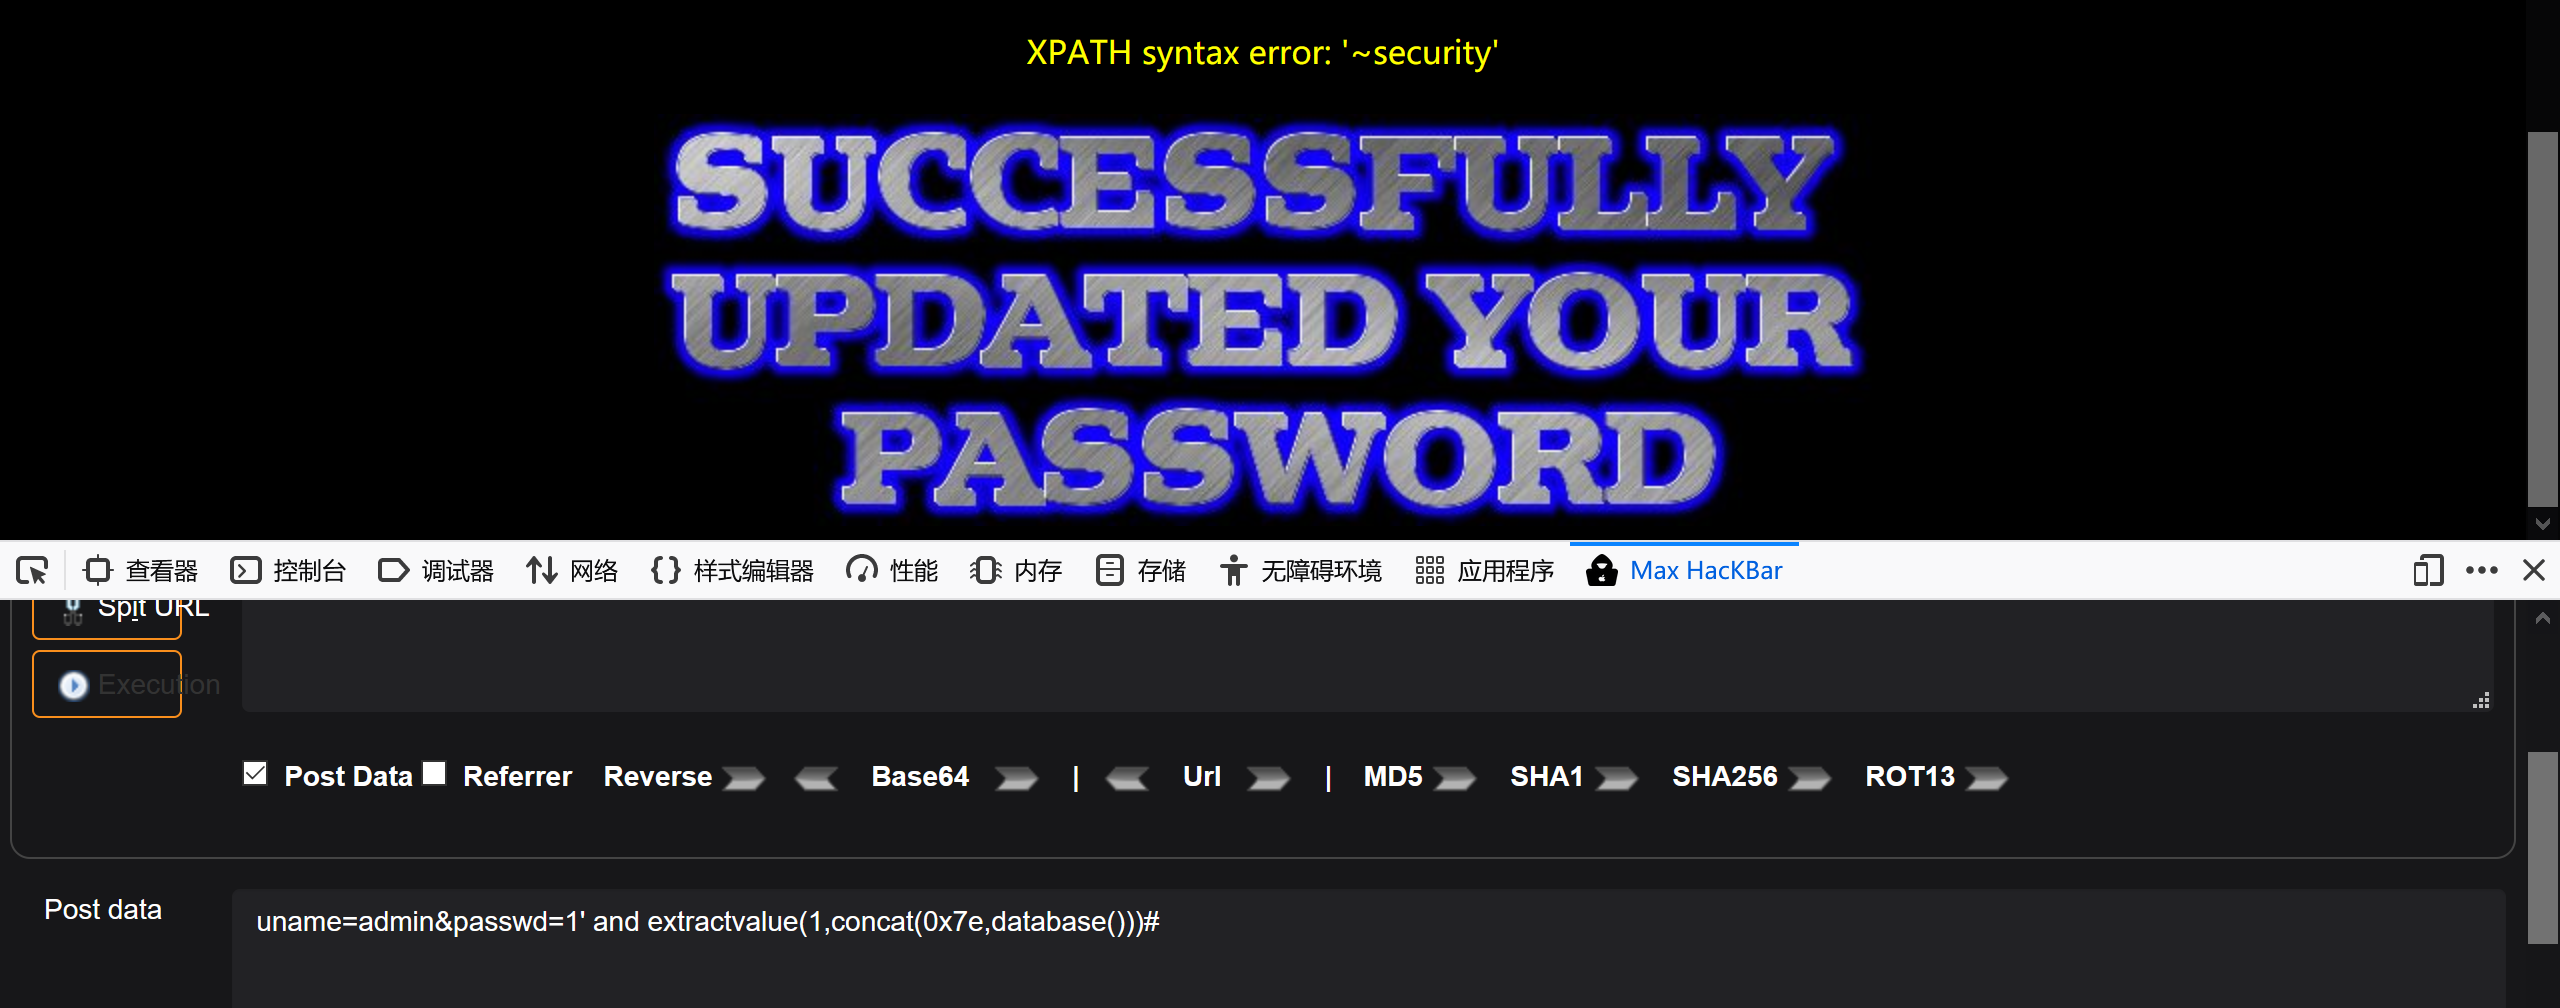 XPATH syntax error: '~security'
SUCCESSFULLY
UPDATED YOUR
PASSWORD
查看器 控制台 调试器 网络 样式编辑器 性能 内存 存储 无障碍环境 应用程序 Max HacKBar
Spit URL
Execution
Post Data Referrer Reverse Base64 | Url | MD5 SHA1 SHA256 ROT13
Post data
uname=admin&passwd=1' and extractvalue(1,concat(0x7e,database()))#